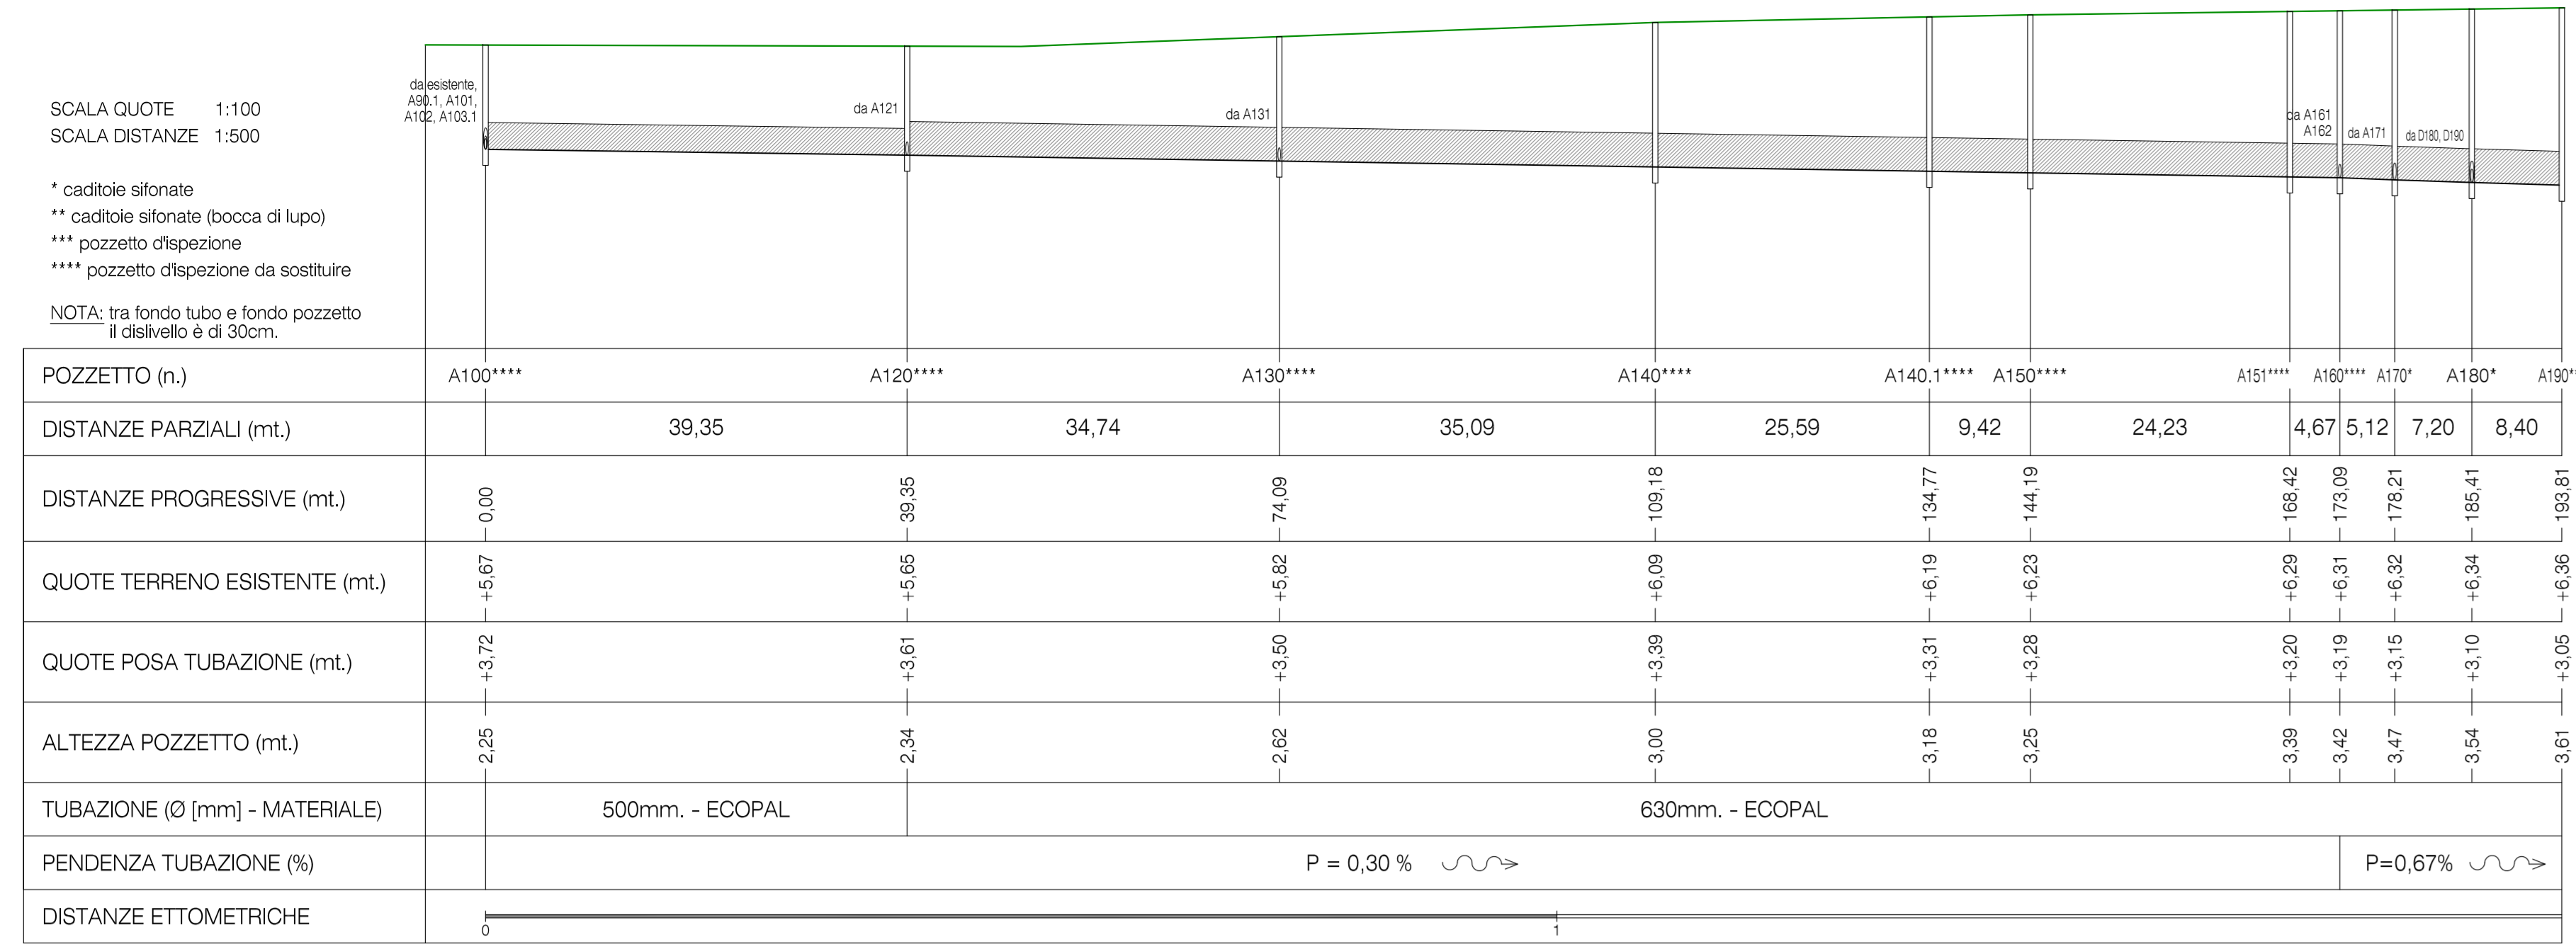 da esistente,
A90.1, A101,
A102, A103.1
da A121
da A131
da A161
A162
da A171
da D180, D190
SCALA QUOTE 1:100
SCALA DISTANZE 1:500
* caditoie sifonate
** caditoie sifonate (bocca di lupo)
*** pozzetto d'ispezione
**** pozzetto d'ispezione da sostituire
NOTA: tra fondo tubo e fondo pozzetto
il dislivello è di 30cm.
POZZETTO (n.) A100**** A120**** A130**** A140**** A140.1**** A150**** A151**** A160**** A170* A180* A190*
DISTANZE PARZIALI (mt.) 39,35 34,74 35,09 25,59 9,42 24,23 4,67 5,12 7,20 8,40
DISTANZE PROGRESSIVE (mt.) 0,00 39,35 74,09 109,18 134,77 144,19 168,42 173,09 178,21 185,41 193,81
QUOTE TERRENO ESISTENTE (mt.) +5,67 +5,65 +5,82 +6,09 +6,19 +6,23 +6,29 +6,31 +6,32 +6,34 +6,36
QUOTE POSA TUBAZIONE (mt.) +3,72 +3,61 +3,50 +3,39 +3,31 +3,28 +3,20 +3,19 +3,15 +3,10 +3,05
ALTEZZA POZZETTO (mt.) 2,25 2,34 2,62 3,00 3,18 3,25 3,39 3,42 3,47 3,54 3,61
TUBAZIONE (Ø [mm] - MATERIALE) 500mm. - ECOPAL 630mm. - ECOPAL
PENDENZA TUBAZIONE (%) P = 0,30 % P=0,67%
DISTANZE ETTOMETRICHE 0 1